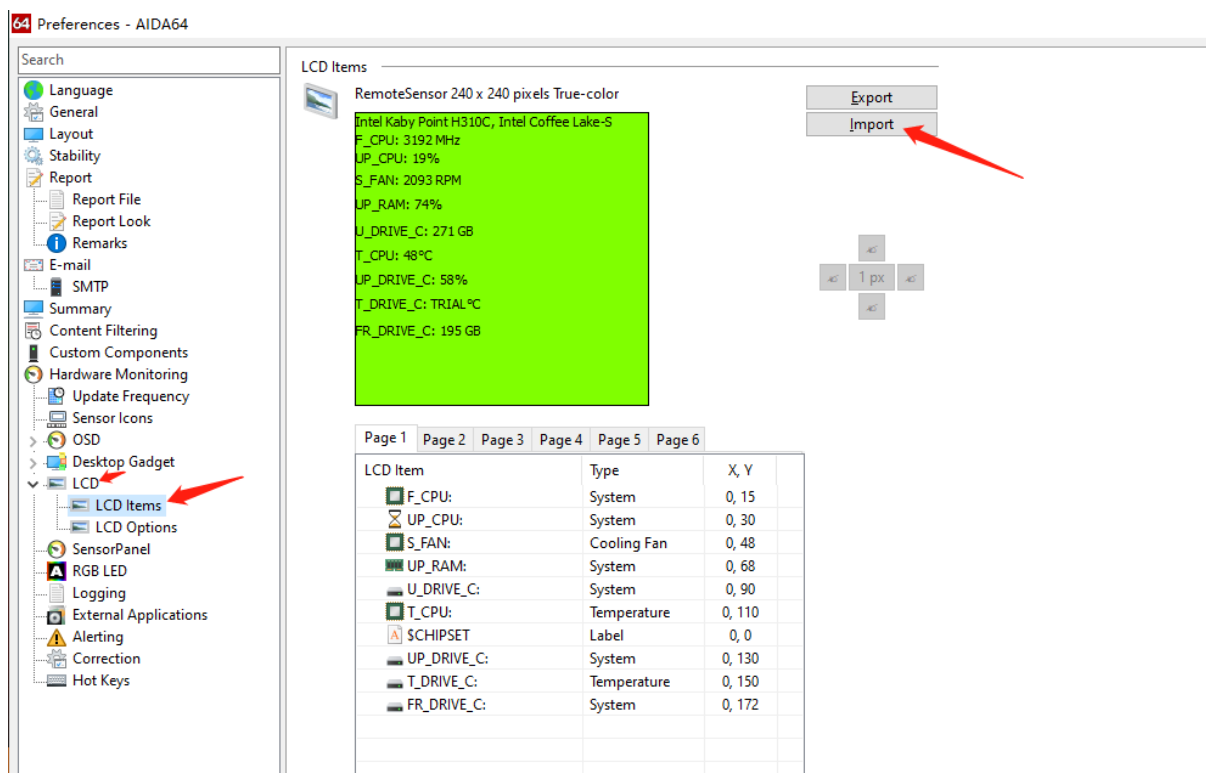 64 Preferences - AIDA64
Search
Language
General
Layout
Stability
Report
Report File
Report Look
Remarks
E-mail
SMTP
Summary
Content Filtering
Custom Components
Hardware Monitoring
Update Frequency
Sensor Icons
OSD
Desktop Gadget
LCD
LCD Items
LCD Options
SensorPanel
RGB LED
Logging
External Applications
Alerting
Correction
Hot Keys
LCD Items
RemoteSensor 240 x 240 pixels True-color
Export
Import
Intel Kaby Point H310C, Intel Coffee Lake-S
F_CPU: 3192 MHz
UP_CPU: 19%
S_FAN: 2093 RPM
UP_RAM: 74%
U_DRIVE_C: 271 GB
T_CPU: 48°C
UP_DRIVE_C: 58%
T_DRIVE_C: TRIAL°C
FR_DRIVE_C: 195 GB
1 px
Page 1 Page 2 Page 3 Page 4 Page 5 Page 6
LCD Item Type X, Y
F_CPU: System 0, 15
UP_CPU: System 0, 30
S_FAN: Cooling Fan 0, 48
UP_RAM: System 0, 68
U_DRIVE_C: System 0, 90
T_CPU: Temperature 0, 110
A $CHIPSET Label 0, 0
UP_DRIVE_C: System 0, 130
T_DRIVE_C: Temperature 0, 150
FR_DRIVE_C: System 0, 172